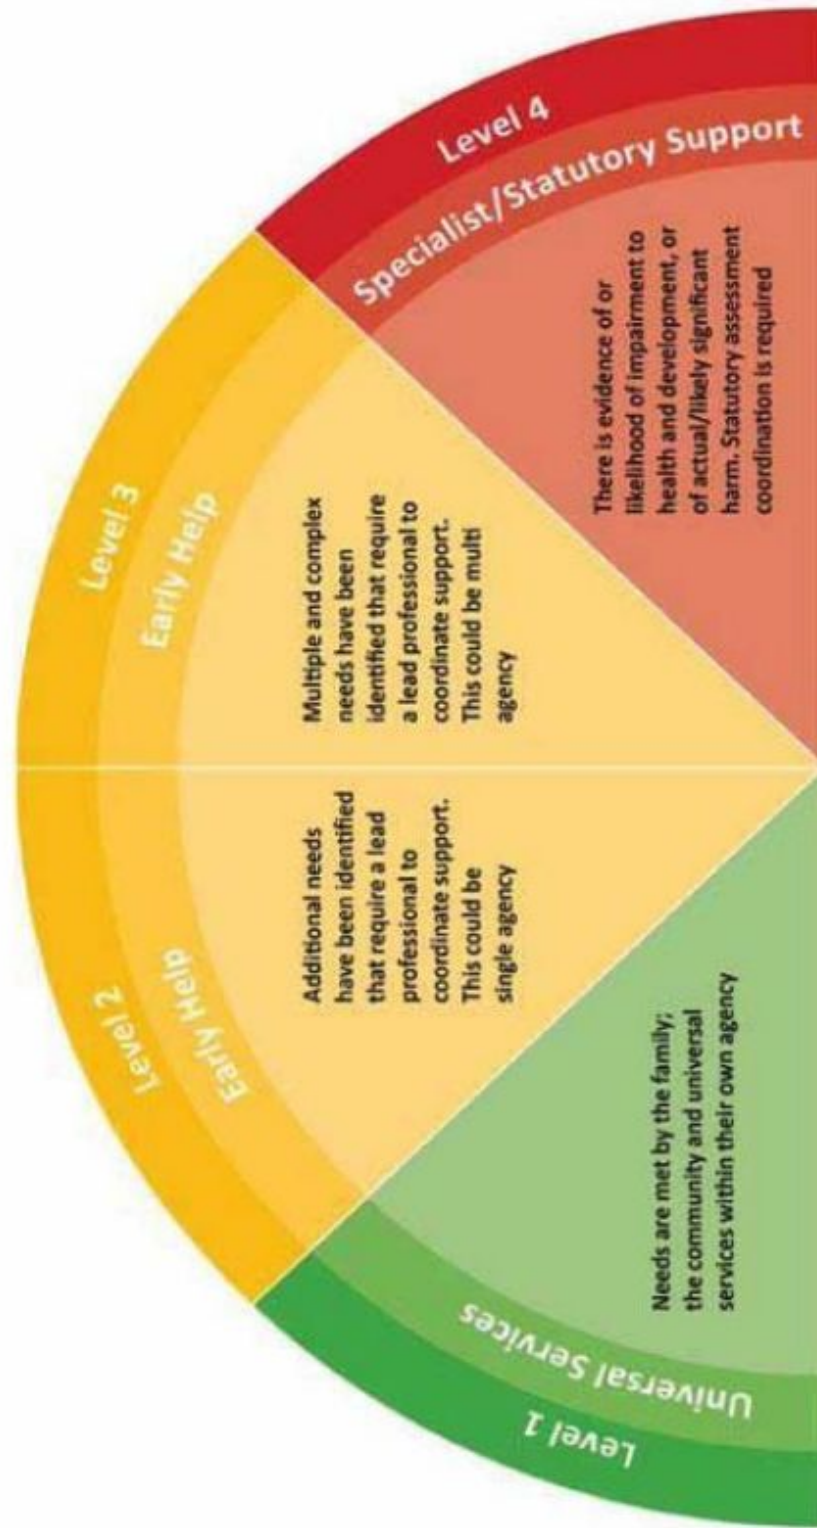 Level 1
Universal Services
Needs are met by the family;
the community and universal
services within their own agency
Level 2
Early Help
Additional needs
have been identified
that require a lead
professional to
coordinate support.
This could be
single agency
Level 3
Early Help
Multiple and complex
needs have been
identified that require
a lead professional to
coordinate support.
This could be multi
agency
Level 4
Specialist/Statutory Support
There is evidence of or
likelihood of impairment to
health and development, or
of actual/likely significant
harm. Statutory assessment
coordination is required